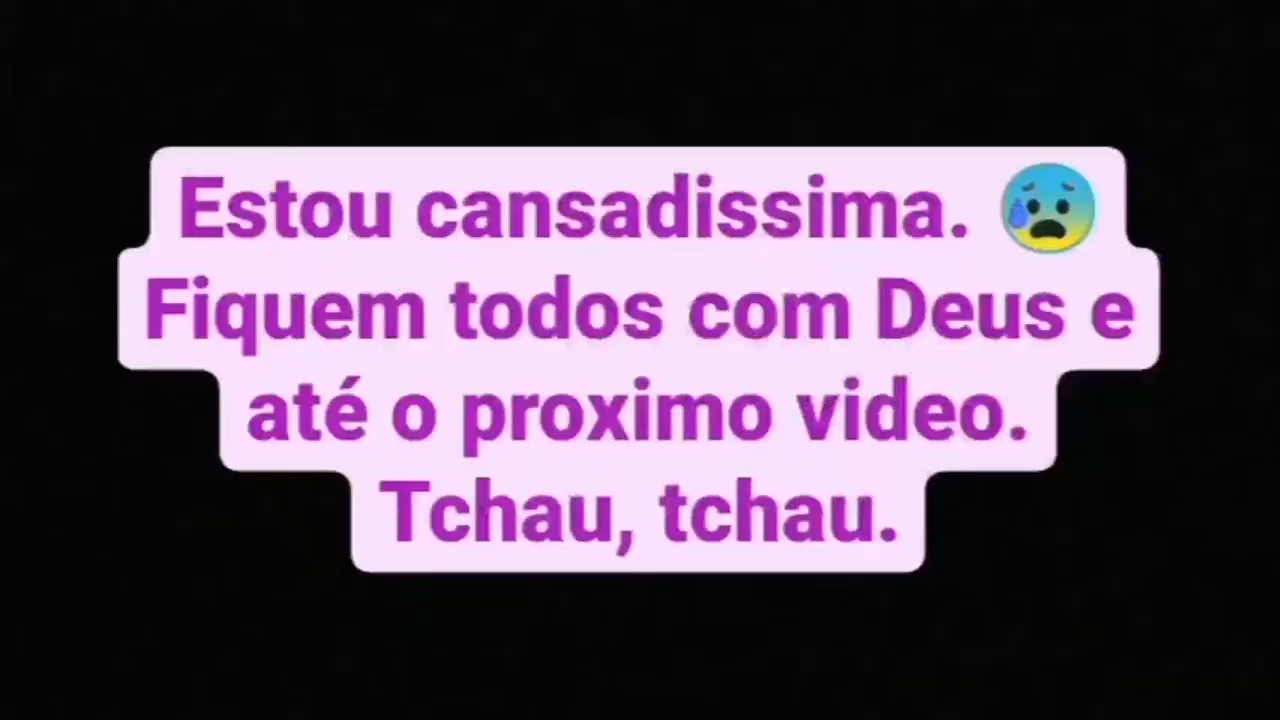 Estou cansadissima. 😰
Fiquem todos com Deus e
até o proximo video.
Tchau, tchau.